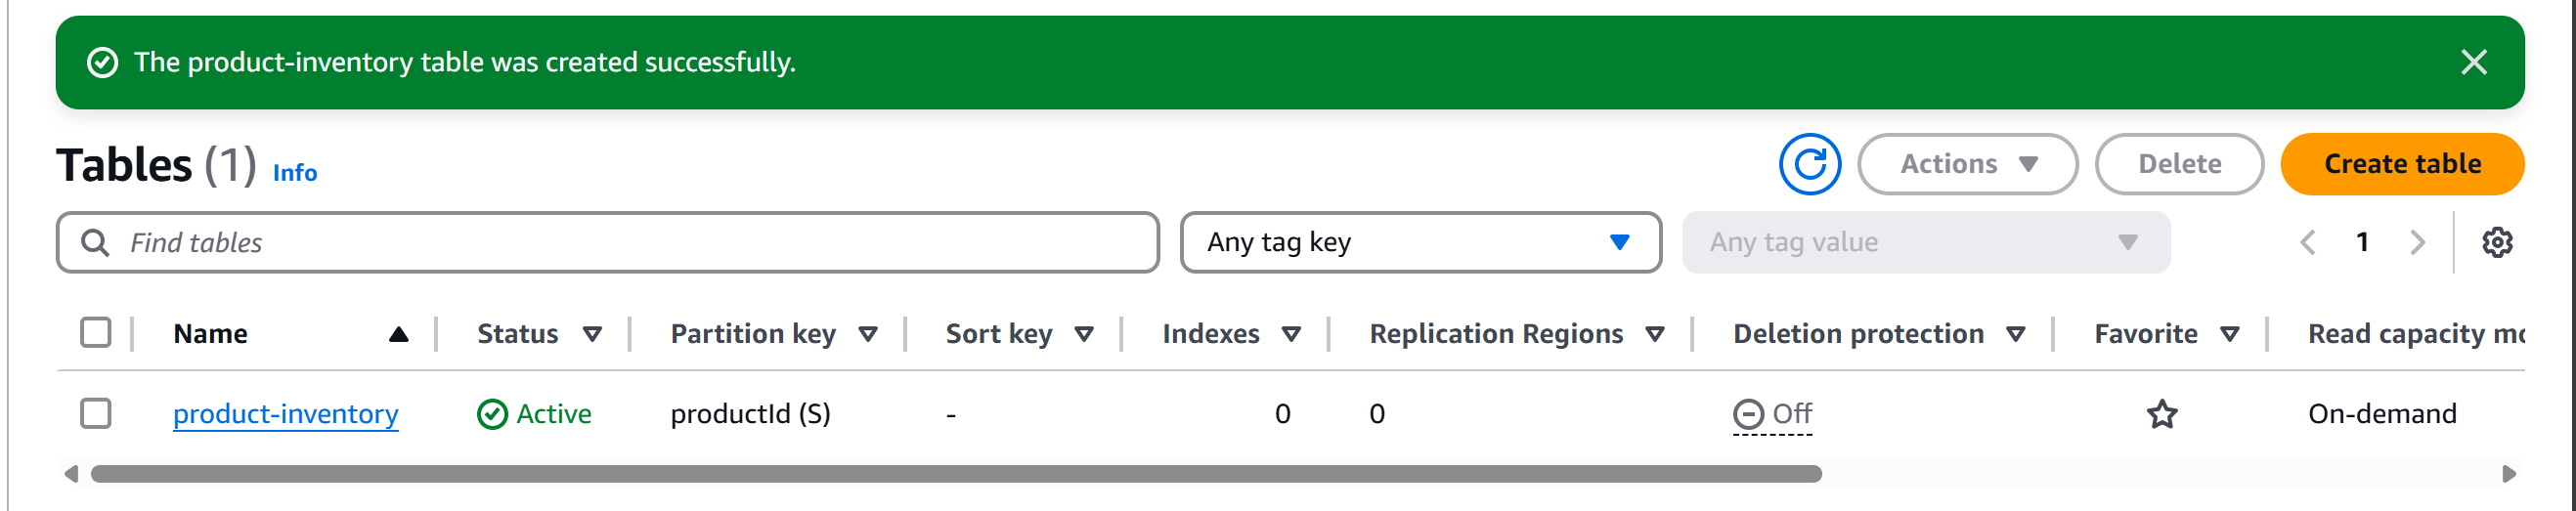 The product-inventory table was created successfully.
Tables (1) Info
Actions
Delete
Create table
Find tables
Any tag key
Any tag value
1
Name Status Partition key Sort key Indexes Replication Regions Deletion protection Favorite Read capacity mo
product-inventory Active productId (S) - 0 0 Off On-demand